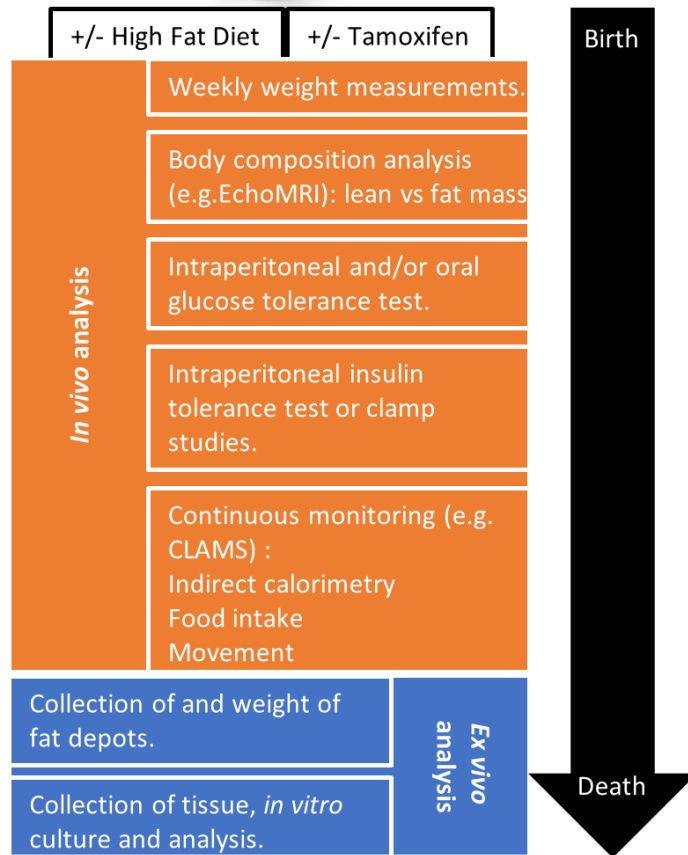 +/- High Fat Diet
+/- Tamoxifen
Birth
In vivo analysis
Weekly weight measurements.
Body composition analysis
(e.g.EchoMRI): lean vs fat mass
Intraperitoneal and/or oral
glucose tolerance test.
Intraperitoneal insulin
tolerance test or clamp
studies.
Continuous monitoring (e.g.
CLAMS) :
Indirect calorimetry
Food intake
Movement
Collection of and weight of
fat depots.
Ex vivo
analysis
Collection of tissue, in vitro
culture and analysis.
Death